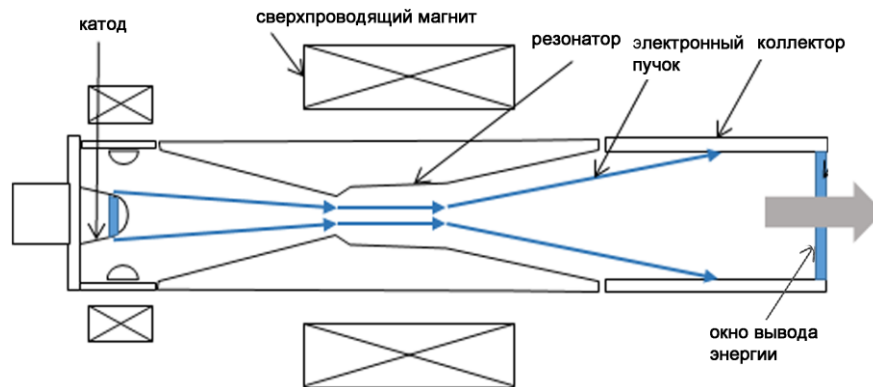 катод
сверхпроводящий магнит
резонатор
электронный
пучок
коллектор
окно вывода
энергии